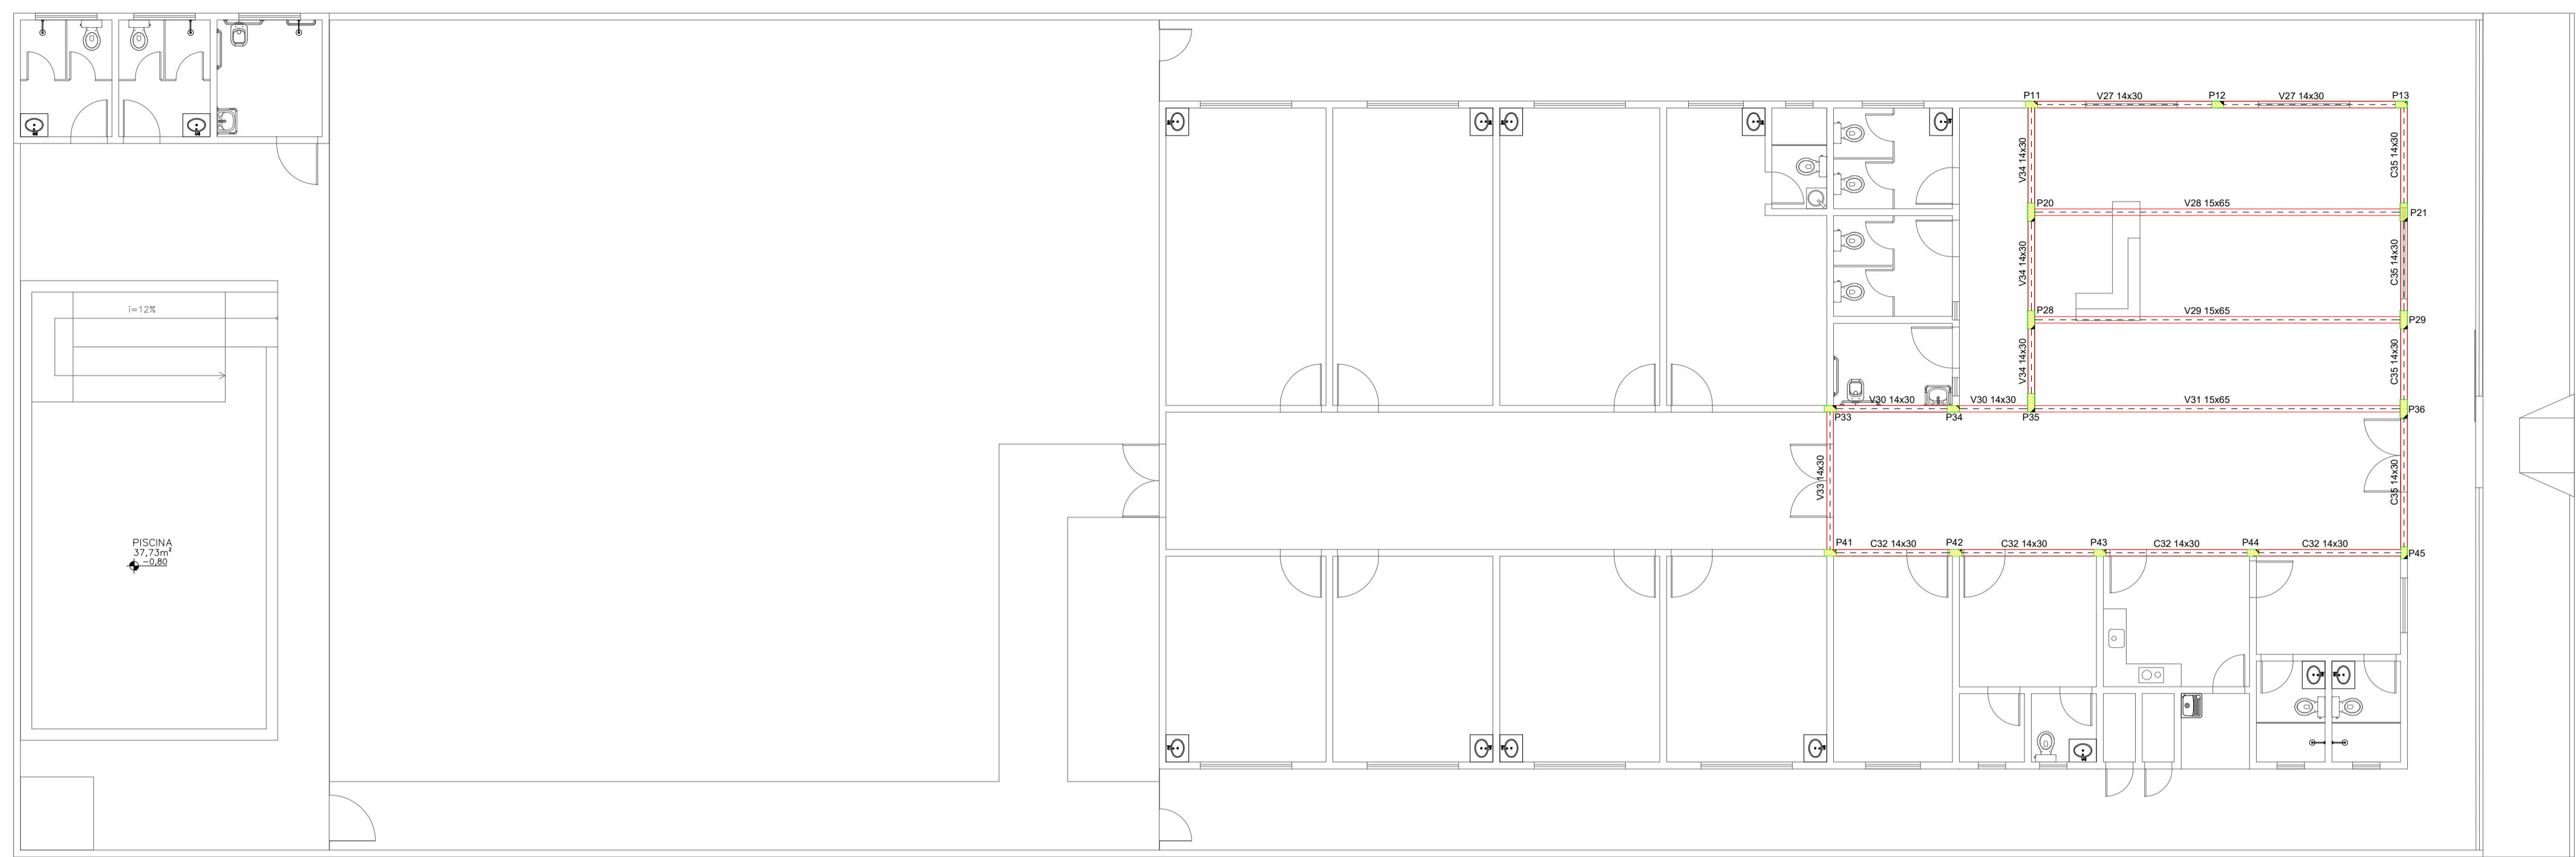 P11
V27 14x30
P12
V27 14x30
P13
V34 14x30
C35 14x30
P20
V28 15x65
P21
V34 14x30
C35 14x30
i=12%
P28
V29 15x65
P29
V34 14x30
C35 14x30
V30 14x30
V30 14x30
V31 15x65
P33
P34
P35
P36
V33 14x30
C35 14x30
PISCINA
37,73m²
-0,80
P41
C32 14x30
P42
C32 14x30
P43
C32 14x30
P44
C32 14x30
P45